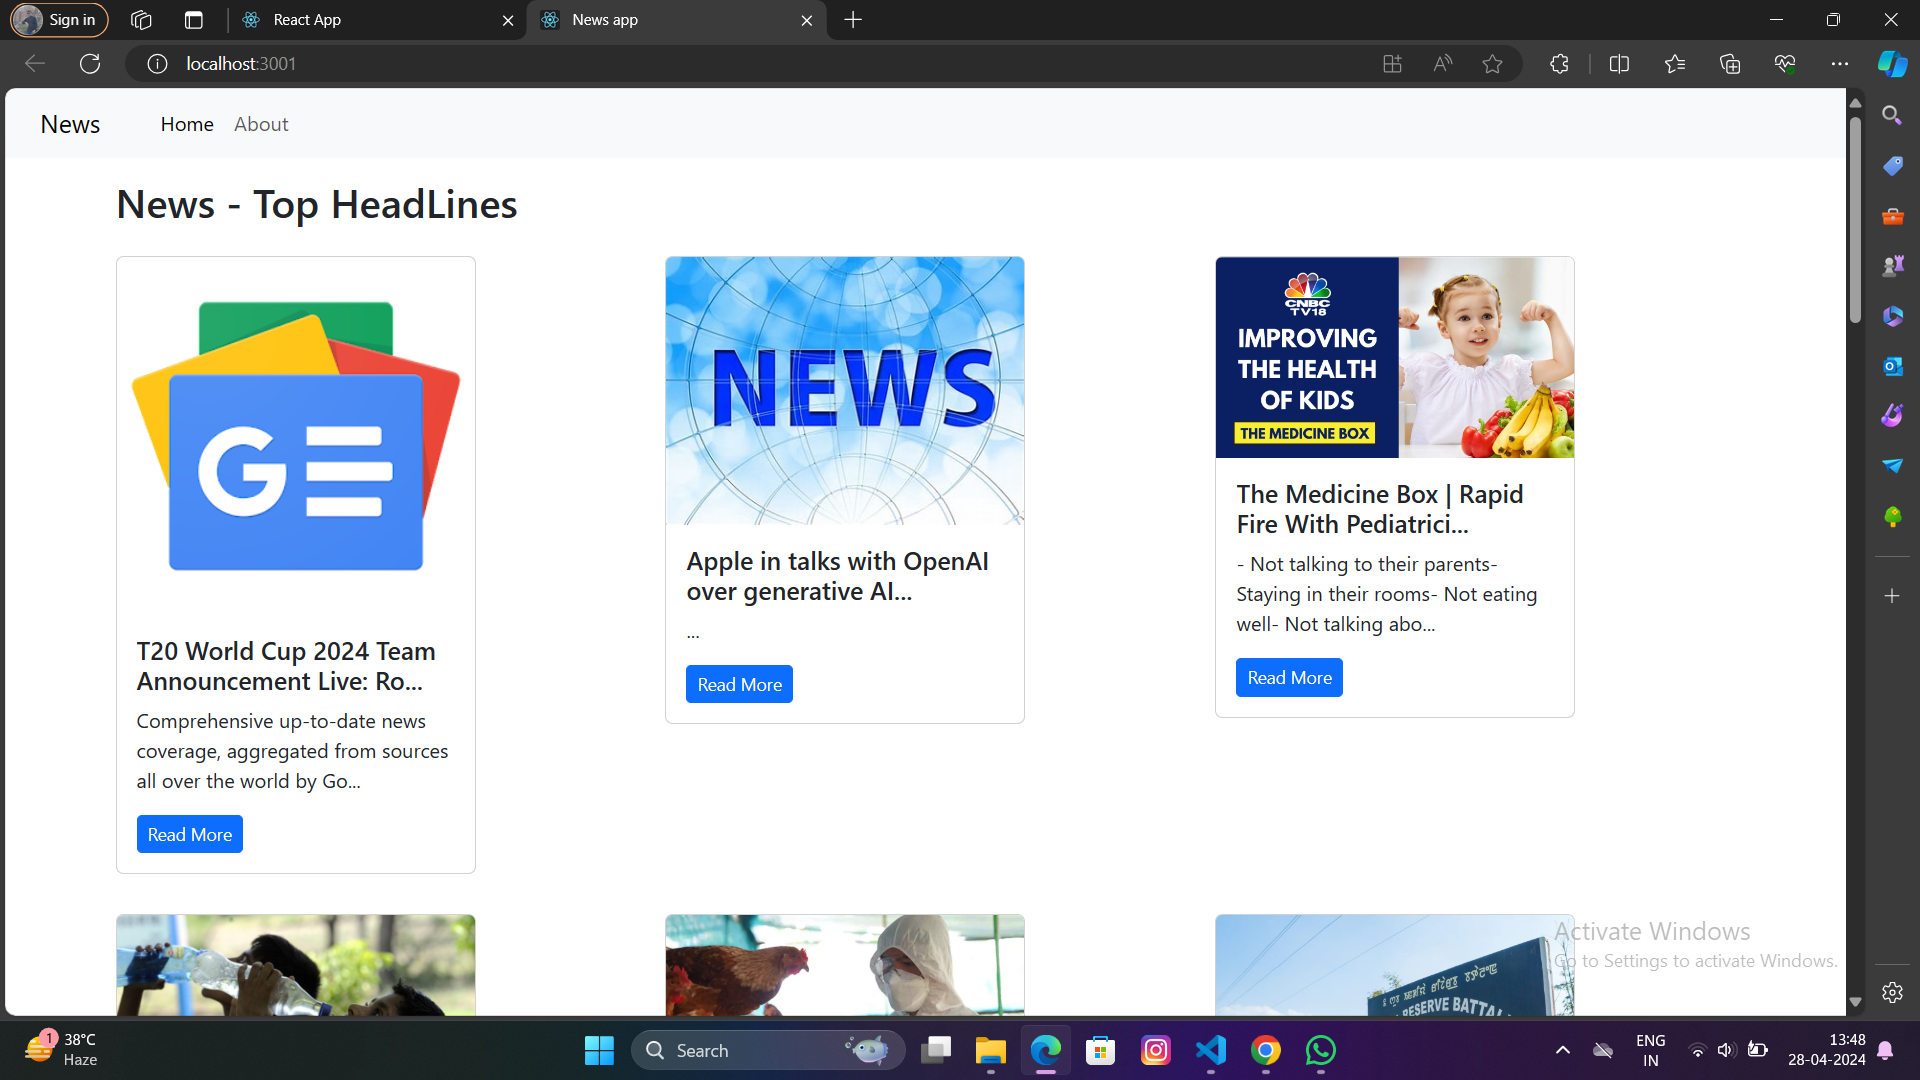 Sign in
React App
News app
localhost:3001
News
Home
About
News - Top HeadLines
G
T20 World Cup 2024 Team
Announcement Live: Ro...
Comprehensive up-to-date news
coverage, aggregated from sources
all over the world by Go...
Read More
NEWS
Apple in talks with OpenAI
over generative AI...
...
Read More
CNBC
TV18
IMPROVING
THE HEALTH
OF KIDS
THE MEDICINE BOX
The Medicine Box | Rapid
Fire With Pediatrici...
- Not talking to their parents-
Staying in their rooms- Not eating
well- Not talking abo...
Read More
RESERVE BATTAL
Activate Windows
Go to Settings to activate Windows.
1
38°C
Haze
Search
ENG
IN
13:48
28-04-2024